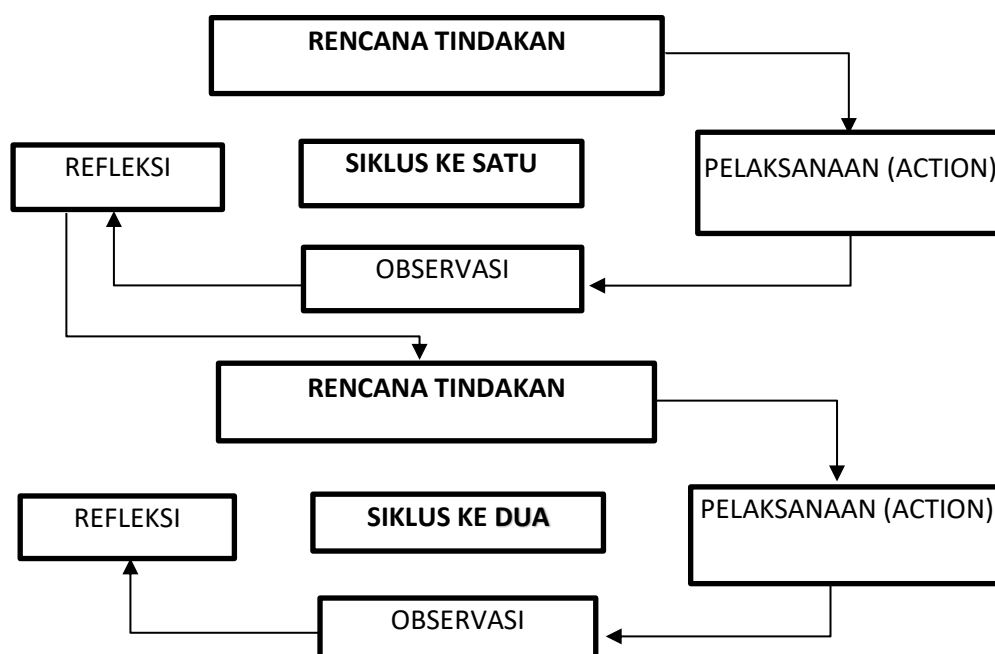 RENCANA TINDAKAN
PELAKSANAAN (ACTION)
REFLEKSI
SIKLUS KE SATU
OBSERVASI
RENCANA TINDAKAN
PELAKSANAAN (ACTION)
REFLEKSI
SIKLUS KE DUA
OBSERVASI